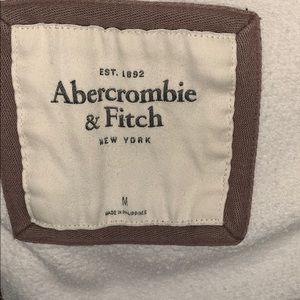 EST. 1892
Abercrombie
& Fitch
NEW YORK
M
MADE IN PHILIPPINES